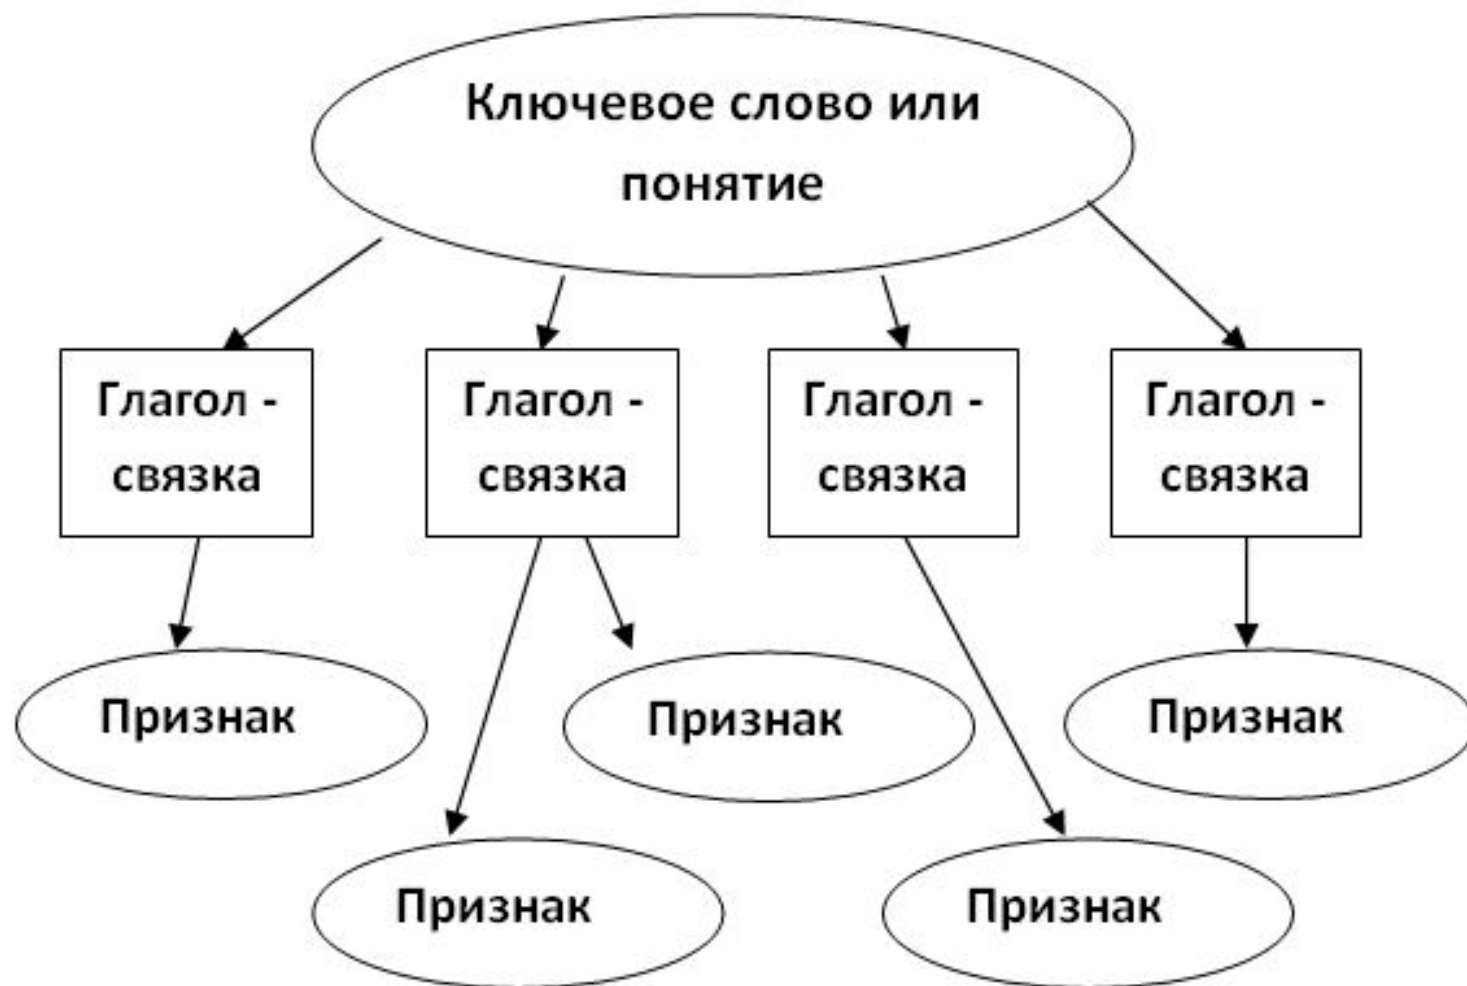 Ключевое слово или
понятие
Глагол -
связка
Глагол -
связка
Глагол -
связка
Глагол -
связка
Признак
Признак
Признак
Признак
Признак